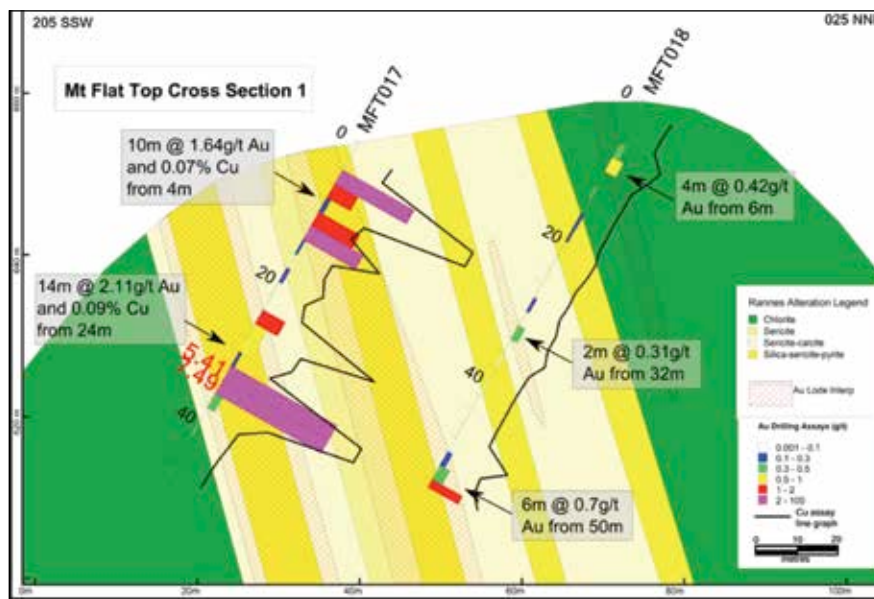 205 SSW
025 NN
Mt Flat Top Cross Section 1
0
MFT017
0
MFT018
10m @ 1.64g/t Au
and 0.07% Cu
from 4m
4m @ 0.42g/t
Au from 6m
20
20
14m @ 2.11g/t Au
and 0.09% Cu
from 24m
5.41
40
40
2m @ 0.31g/t
Au from 32m
6m @ 0.7g/t
Au from 50m
Rannes Alteration Legend
Chlorite
Sericite
Sericite-calcite
Silica-sericite-pyrite
Au Lode Interp
Au Drilling Assays (g/t)
0.001 - 0.1
0.1 - 0.3
0.3 - 0.5
0.5 - 1
1 - 2
2 - 100
Cu assay
line graph
0 10 20
metres
0m 20m 40m 60m 80m 100m